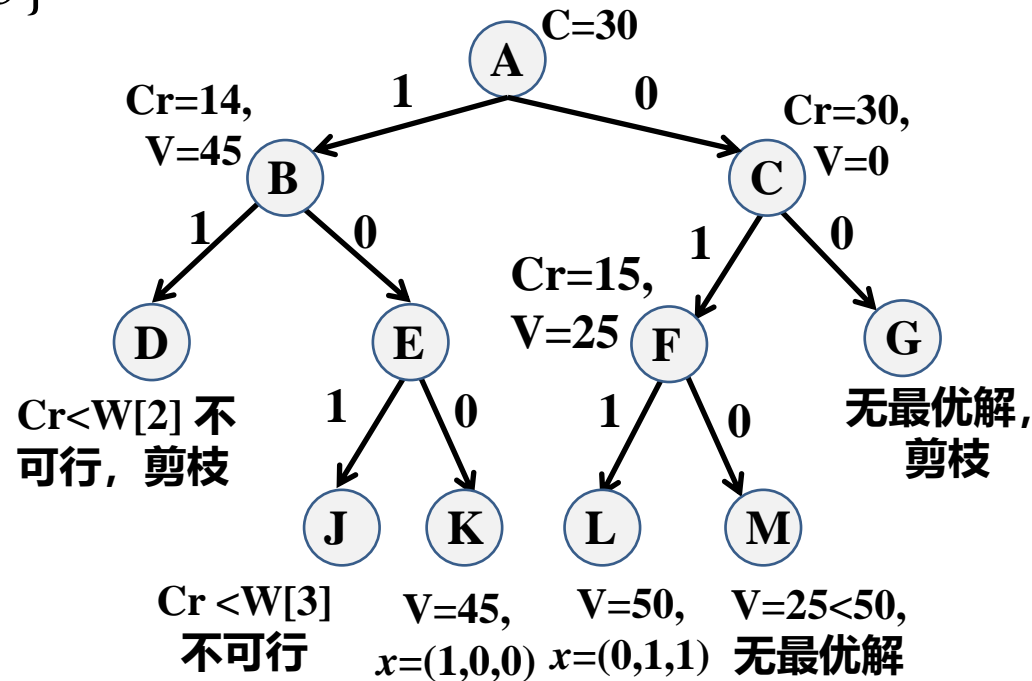 C=30
A
Cr=14,
V=45
1
0
Cr=30,
V=0
B
C
1
0
1
0
Cr=15,
V=25
D
E
F
G
Cr<W[2] 不
可行，剪枝
1
0
1
0
无最优解，
剪枝
J
K
L
M
Cr <W[3]
不可行
V=45,
x=(1,0,0)
V=50,
x=(0,1,1)
V=25<50,
无最优解